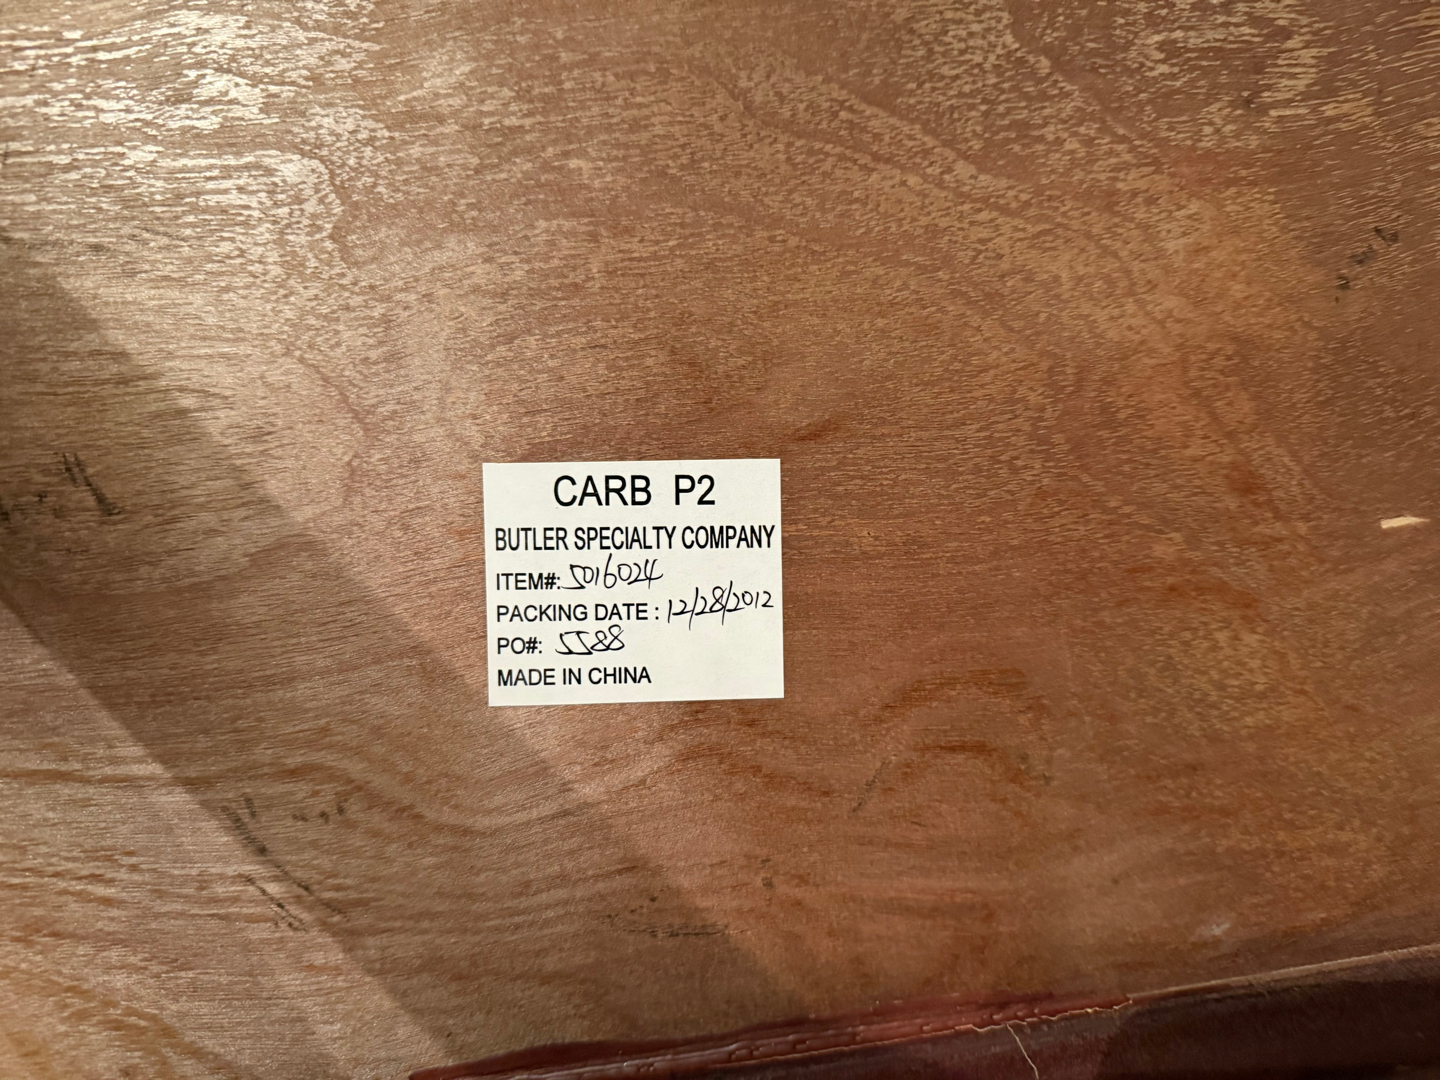 CARB P2
BUTLER SPECIALTY COMPANY
ITEM#: 5016024
PACKING DATE : 12/28/2012
PO#: 5588
MADE IN CHINA